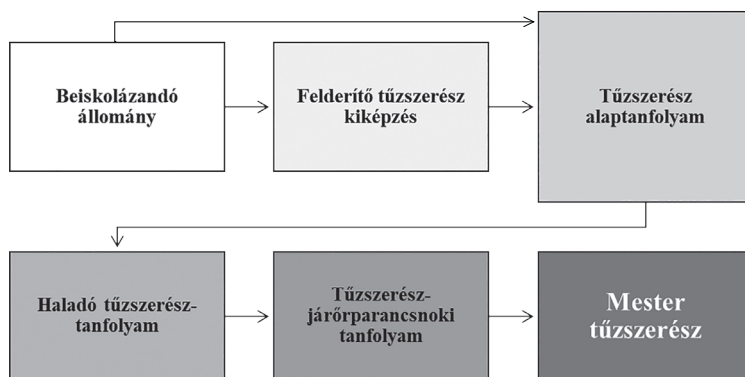 Beiskolázandó
állomány
Felderítő tűzszerész
kiképzés
Tűzszerész
alaptanfolyam
Haladó tűzszerész-
tanfolyam
Tűzszerész-
járőrparancsnoki
tanfolyam
Mester
tűzszerész